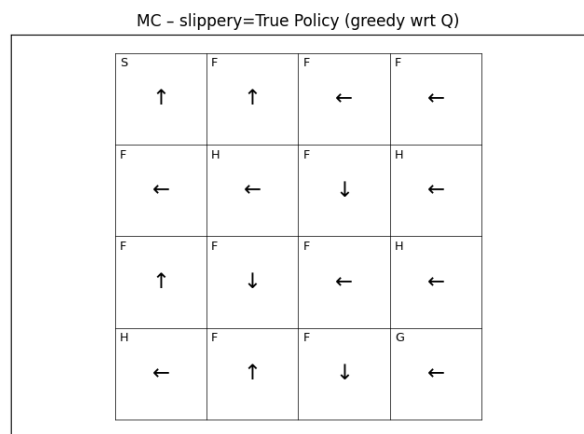 MC – slippery=True Policy (greedy wrt Q)
S F F F
↑ ↑ ← ←
F H F H
← ← ↓ ←
F F F H
↑ ↓ ← ←
H F F G
← ↑ ↓ ←